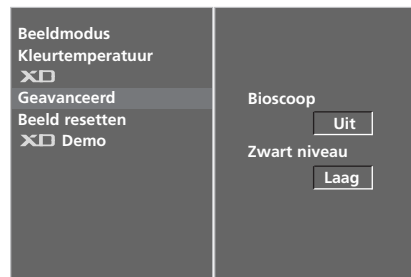 Beeldmodus
Kleurtemperatuur
XD
Geavanceerd
Beeld resetten
XD Demo
Bioscoop
Uit
Zwart niveau
Laag